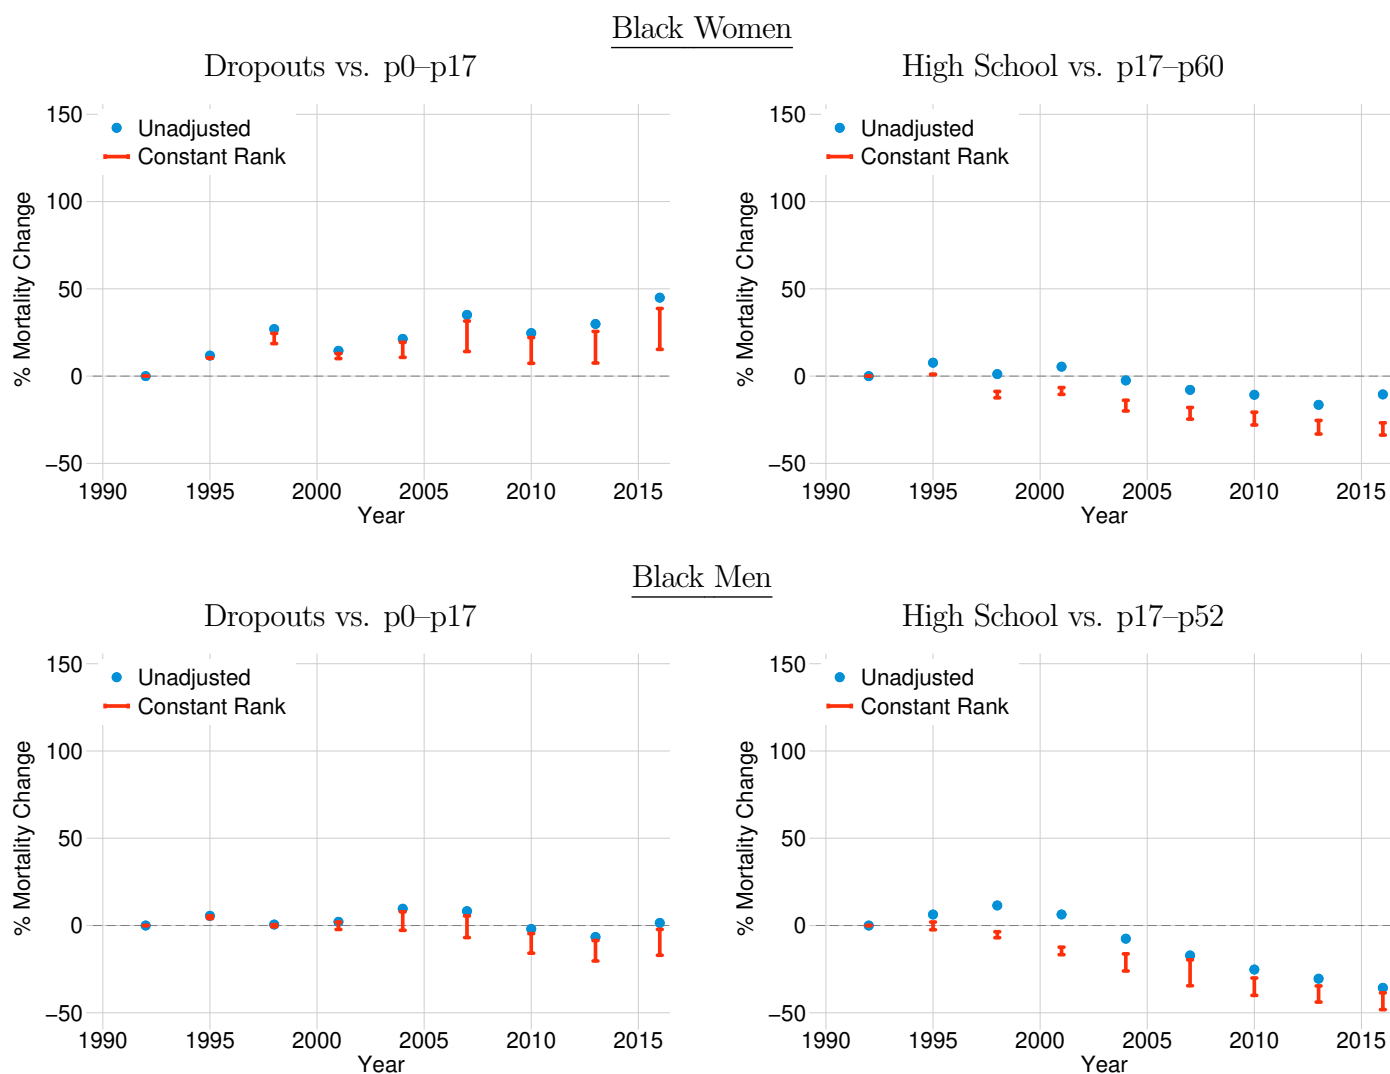 Black Women
Dropouts vs. p0–p17
High School vs. p17–p60
% Mortality Change
150
100
50
0
−50
Unadjusted
Constant Rank
1990 1995 2000 2005 2010 2015
Year
% Mortality Change
150
100
50
0
−50
Unadjusted
Constant Rank
1990 1995 2000 2005 2010 2015
Year
Black Men
Dropouts vs. p0–p17
High School vs. p17–p52
% Mortality Change
150
100
50
0
−50
Unadjusted
Constant Rank
1990 1995 2000 2005 2010 2015
Year
% Mortality Change
150
100
50
0
−50
Unadjusted
Constant Rank
1990 1995 2000 2005 2010 2015
Year